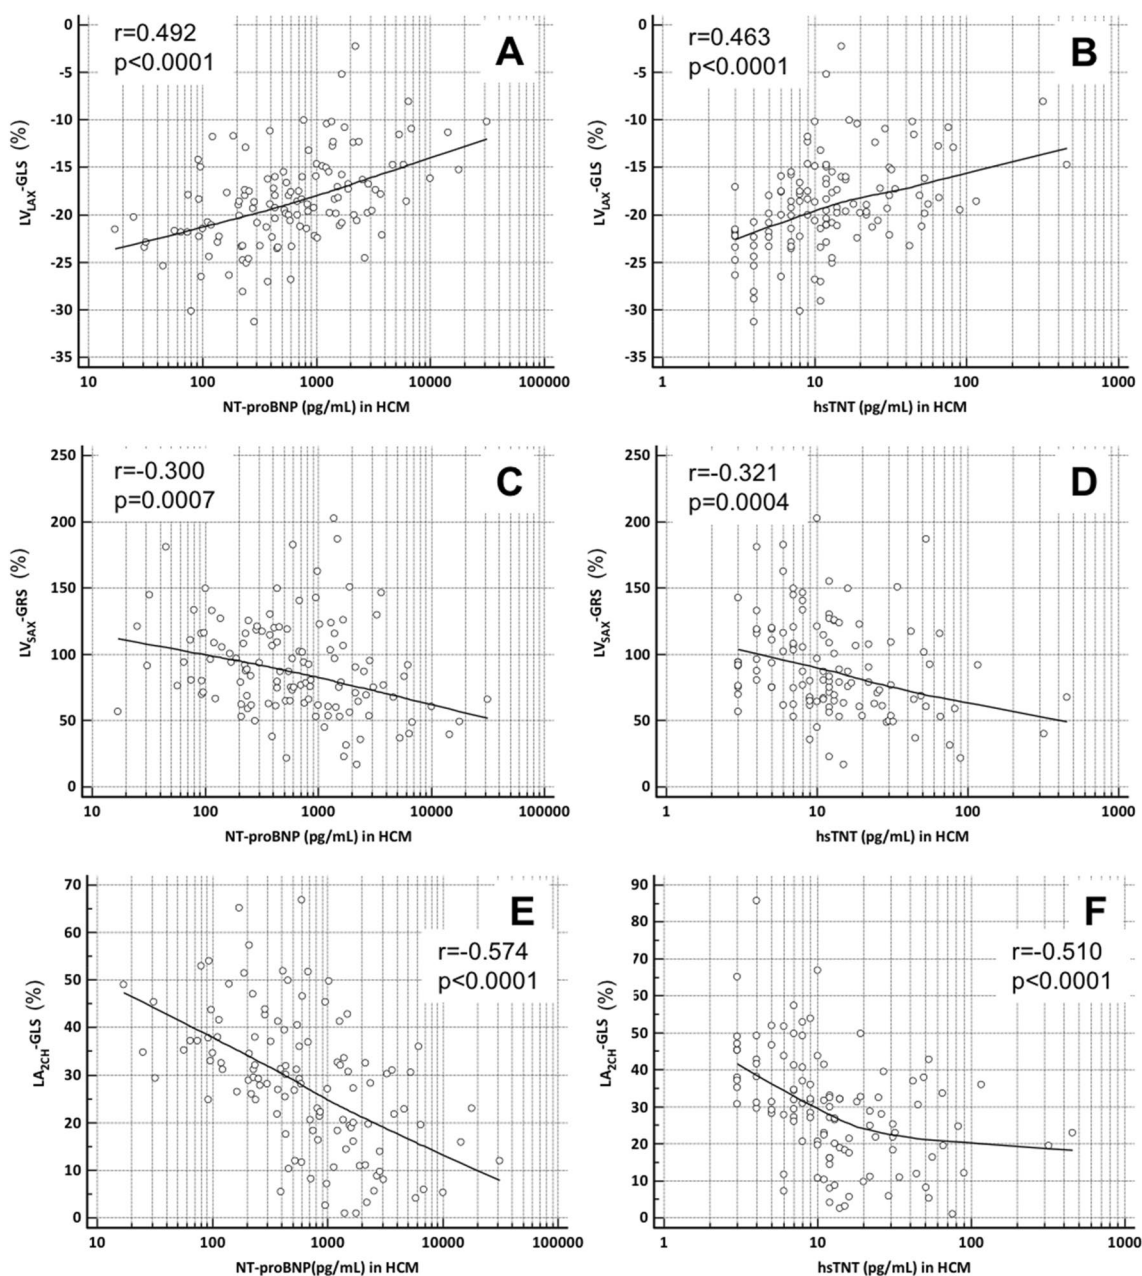 r=0.492
p<0.0001
A
LV_LAX-GLS (%)
0
-5
-10
-15
-20
-25
-30
-35
10 100 1000 10000 100000
NT-proBNP (pg/mL) in HCM
r=0.463
p<0.0001
B
LV_LAX-GLS (%)
0
-5
-10
-15
-20
-25
-30
-35
1 10 100 1000
hsTNT (pg/mL) in HCM
r=-0.300
p=0.0007
C
LV_SAX-GRS (%)
250
200
150
100
50
0
10 100 1000 10000 100000
NT-proBNP (pg/mL) in HCM
r=-0.321
p=0.0004
D
LV_SAX-GRS (%)
250
200
150
100
50
0
1 10 100 1000
hsTNT (pg/mL) in HCM
E
r=-0.574
p<0.0001
LA_2CH-GLS (%)
70
60
50
40
30
20
10
0
10 100 1000 10000 100000
NT-proBNP(pg/mL) in HCM
F
r=-0.510
p<0.0001
LA_2CH-GLS (%)
90
80
70
60
50
40
30
20
10
0
1 10 100 1000
hsTNT (pg/mL) in HCM